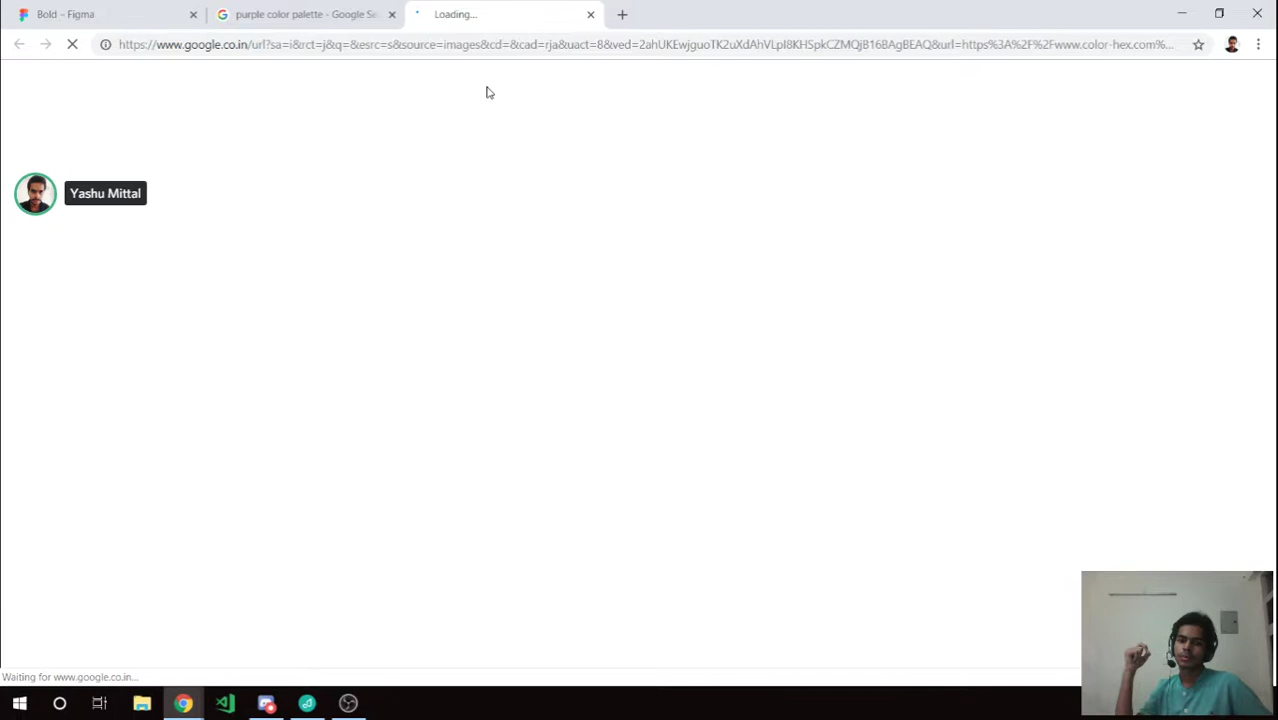 Bold – Figma
purple color palette - Google Se
Loading...
https://www.google.co.in/url?sa=i&rct=j&q=&esrc=s&source=images&cd=&cad=rja&uact=8&ved=2ahUKEwjguoTK2uXdAhVLpI8KHSpkCZMQjB16BAgBEAQ&url=https%3A%2F%2Fwww.color-hex.com%...
Yashu Mittal
Waiting for www.google.co.in...